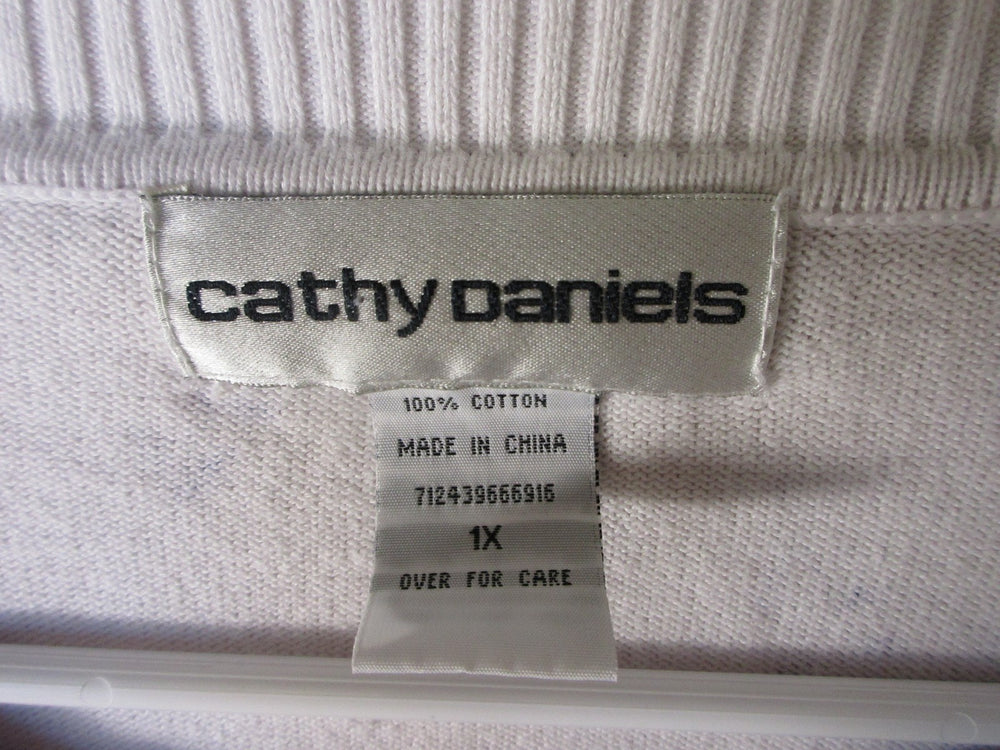 cathy Daniels
100% COTTON
MADE IN CHINA
712439666916
1X
OVER FOR CARE